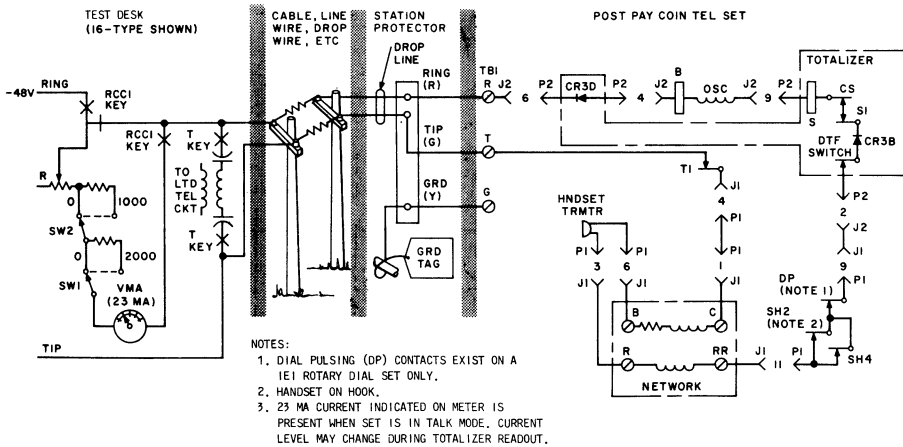 TEST DESK
(16-TYPE SHOWN)
CABLE, LINE
WIRE, DROP
WIRE, ETC
STATION
PROTECTOR
POST PAY COIN TEL SET
DROP
LINE
TOTALIZER
-48V
RING
RCCI
KEY
RCCI
KEY
T
KEY
TO
LTD
TEL
CKT
T
KEY
R
0
1000
SW2
0
2000
SW1
VMA
(23 MA)
TIP
RING
(R)
TIP
(G)
GRD
(Y)
GRD
TAG
TB1
R
J2
6
P2
CR3D
P2
4
J2
B
OSC
J2
9
P2
S
CS
S1
DTF
SWITCH
CR3B
T
G
T1
J1
4
P1
P1
1
J1
HNDSET
TRMTR
P1
3
J1
P1
6
J1
B
C
R
RR
NETWORK
J1
11
P1
P2
2
J2
J1
9
P1
DP
(NOTE 1)
SH2
(NOTE 2)
SH4
NOTES:
1. DIAL PULSING (DP) CONTACTS EXIST ON A
1E1 ROTARY DIAL SET ONLY.
2. HANDSET ON HOOK.
3. 23 MA CURRENT INDICATED ON METER IS
PRESENT WHEN SET IS IN TALK MODE. CURRENT
LEVEL MAY CHANGE DURING TOTALIZER READOUT.